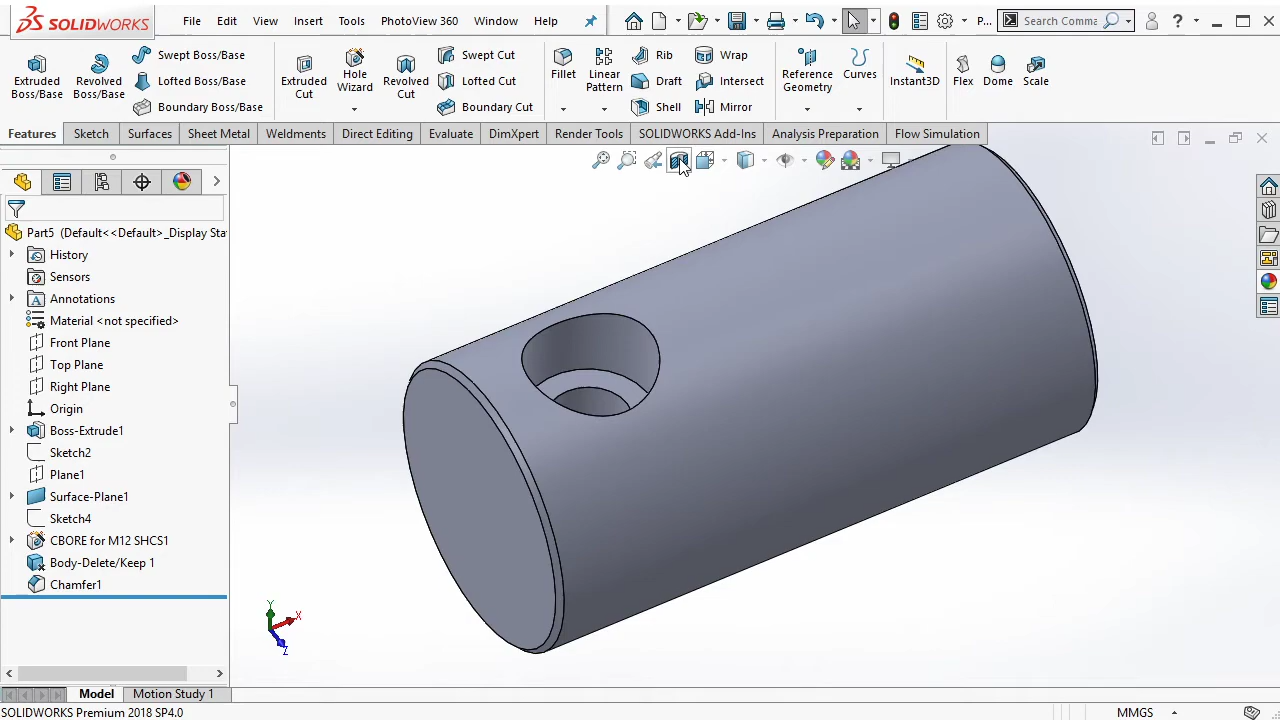 SOLIDWORKS File Edit View Insert Tools PhotoView 360 Window Help P... Search Comma ?
Extruded Boss/Base
Revolved Boss/Base
Swept Boss/Base
Lofted Boss/Base
Boundary Boss/Base
Extruded Cut
Hole Wizard
Revolved Cut
Swept Cut
Lofted Cut
Boundary Cut
Fillet
Linear Pattern
Rib
Draft
Shell
Wrap
Intersect
Mirror
Reference Geometry
Curves
Instant3D
Flex
Dome
Scale
Features Sketch Surfaces Sheet Metal Weldments Direct Editing Evaluate DimXpert Render Tools SOLIDWORKS Add-Ins Analysis Preparation Flow Simulation
Part5 (Default<<Default>_Display Sta
History
Sensors
Annotations
Material <not specified>
Front Plane
Top Plane
Right Plane
Origin
Boss-Extrude1
Sketch2
Plane1
Surface-Plane1
Sketch4
CBORE for M12 SHCS1
Body-Delete/Keep 1
Chamfer1
Y
X
Z
Model Motion Study 1
SOLIDWORKS Premium 2018 SP4.0 MMGS